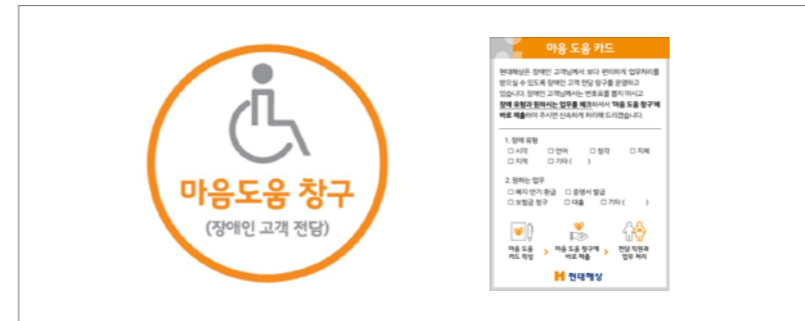 마음도움 창구
(장애인 고객 전담)
마음 도움 카드
현대해상은 장애인 고객님께서 보다 편리하게 업무처리를
받으실 수 있도록 장애인 고객 전담 창구를 운영하고
있습니다. 장애인 고객님께서는 번호표를 뽑지 마시고
장애 유형과 원하시는 업무를 체크하셔서 '마음 도움 창구'에
바로 제출하여 주시면 신속하게 처리해 드리겠습니다.
1. 장애 유형
□ 시각 □ 언어 □ 청각 □ 지체
□ 지적 □ 기타 ( )
2. 원하는 업무
□ 해지·만기 환급 □ 증명서 발급
□ 보험금 청구 □ 대출 □ 기타 ( )
마음 도움 카드 작성 > 마음 도움 창구에 바로 제출 > 전담 직원과 업무 처리
현대해상